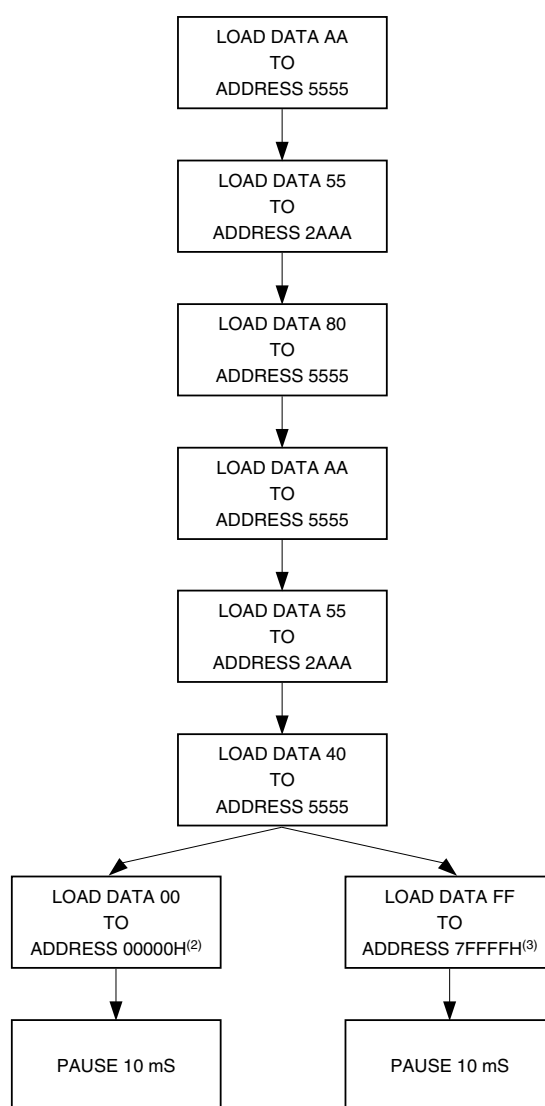 LOAD DATA AA
TO
ADDRESS 5555
LOAD DATA 55
TO
ADDRESS 2AAA
LOAD DATA 80
TO
ADDRESS 5555
LOAD DATA AA
TO
ADDRESS 5555
LOAD DATA 55
TO
ADDRESS 2AAA
LOAD DATA 40
TO
ADDRESS 5555
LOAD DATA 00
TO
ADDRESS 00000H(2)
PAUSE 10 mS
LOAD DATA FF
TO
ADDRESS 7FFFFH(3)
PAUSE 10 mS